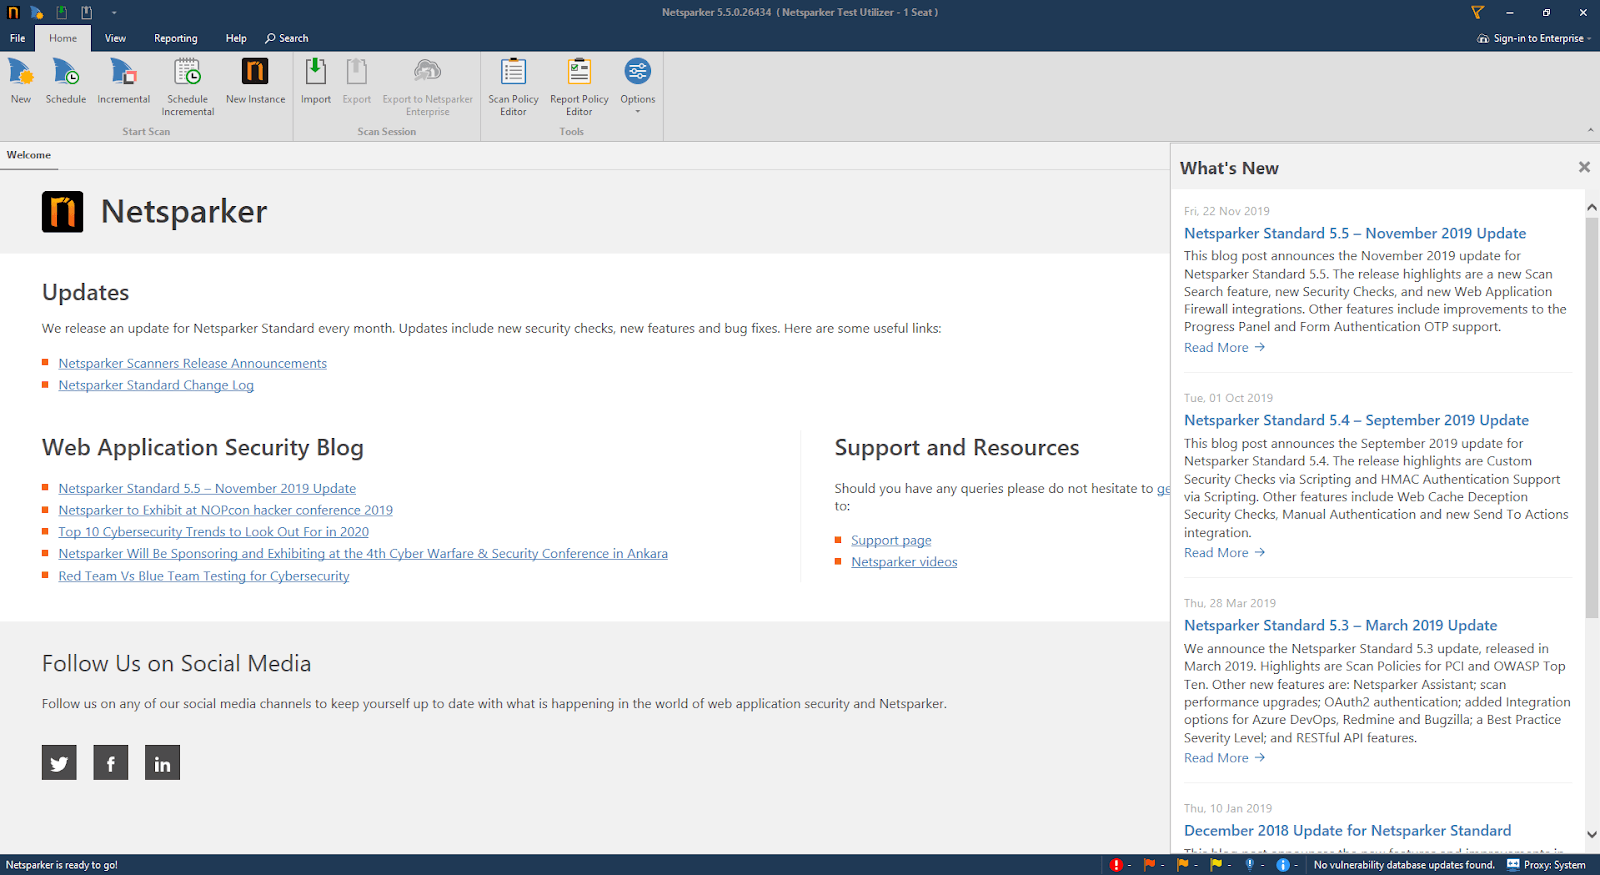 Netsparker 5.5.0.26434 ( Netsparker Test Utilizer - 1 Seat )
File Home View Reporting Help Search Sign-in to Enterprise
New Schedule Incremental Schedule Incremental New Instance Import Export Export to Netsparker Enterprise Scan Policy Editor Report Policy Editor Options
Start Scan Scan Session Tools
Welcome
Netsparker
Updates
We release an update for Netsparker Standard every month. Updates include new security checks, new features and bug fixes. Here are some useful links:
Netsparker Scanners Release Announcements
Netsparker Standard Change Log
Web Application Security Blog
Netsparker Standard 5.5 – November 2019 Update
Netsparker to Exhibit at NOPcon hacker conference 2019
Top 10 Cybersecurity Trends to Look Out For in 2020
Netsparker Will Be Sponsoring and Exhibiting at the 4th Cyber Warfare & Security Conference in Ankara
Red Team Vs Blue Team Testing for Cybersecurity
Support and Resources
Should you have any queries please do not hesitate to ge
to:
Support page
Netsparker videos
Follow Us on Social Media
Follow us on any of our social media channels to keep yourself up to date with what is happening in the world of web application security and Netsparker.
What's New
Fri, 22 Nov 2019
Netsparker Standard 5.5 – November 2019 Update
This blog post announces the November 2019 update for
Netsparker Standard 5.5. The release highlights are a new Scan
Search feature, new Security Checks, and new Web Application
Firewall integrations. Other features include improvements to the
Progress Panel and Form Authentication OTP support.
Read More →
Tue, 01 Oct 2019
Netsparker Standard 5.4 – September 2019 Update
This blog post announces the September 2019 update for
Netsparker Standard 5.4. The release highlights are Custom
Security Checks via Scripting and HMAC Authentication Support
via Scripting. Other features include Web Cache Deception
Security Checks, Manual Authentication and new Send To Actions
integration.
Read More →
Thu, 28 Mar 2019
Netsparker Standard 5.3 – March 2019 Update
We announce the Netsparker Standard 5.3 update, released in
March 2019. Highlights are Scan Policies for PCI and OWASP Top
Ten. Other new features are: Netsparker Assistant; scan
performance upgrades; OAuth2 authentication; added Integration
options for Azure DevOps, Redmine and Bugzilla; a Best Practice
Severity Level; and RESTful API features.
Read More →
Thu, 10 Jan 2019
December 2018 Update for Netsparker Standard
Netsparker is ready to go!
- - - - - - No vulnerability database updates found. Proxy: System